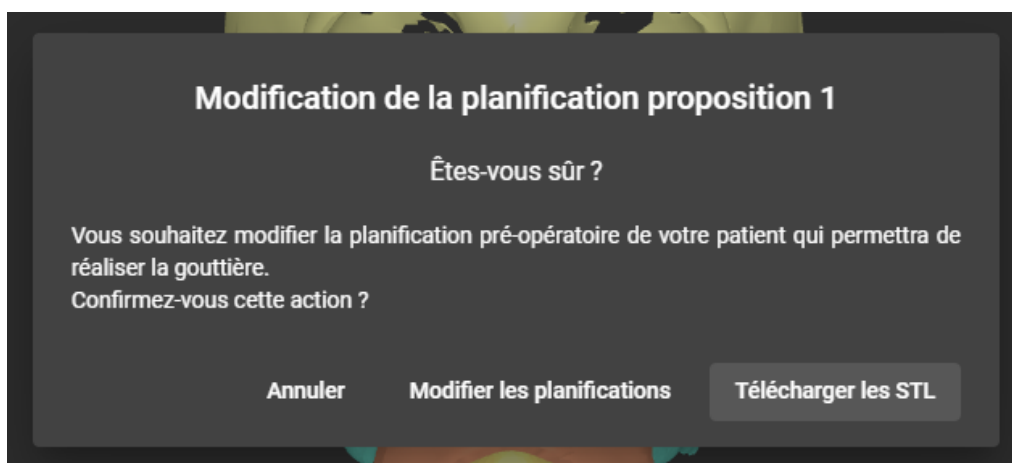 Modification de la planification proposition 1
Êtes-vous sûr ?
Vous souhaitez modifier la planification pré-opératoire de votre patient qui permettra de
réaliser la gouttière.
Confirmez-vous cette action ?
Annuler Modifier les planifications Télécharger les STL